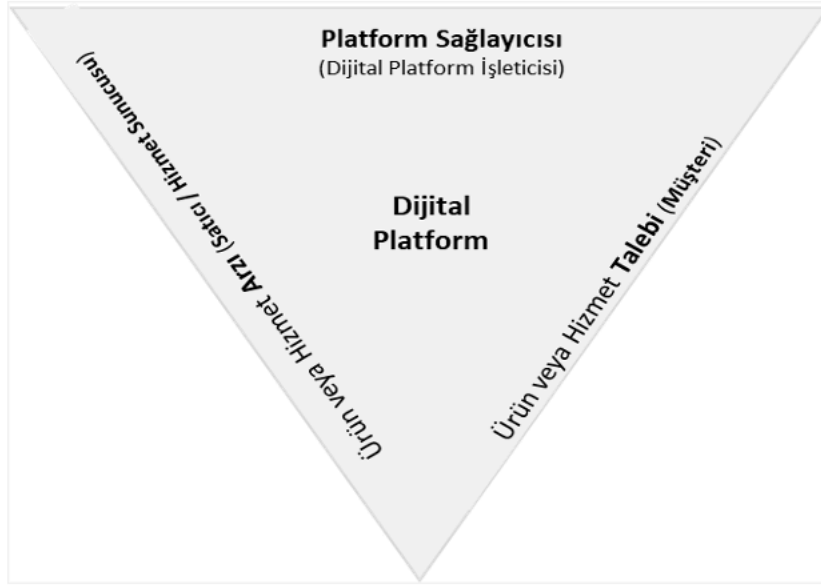 Platform Sağlayıcısı
(Dijital Platform İşleticisi)
Ürün veya Hizmet Arzı (Satıcı / Hizmet Sunucusu)
Dijital
Platform
Ürün veya Hizmet Talebi (Müşteri)